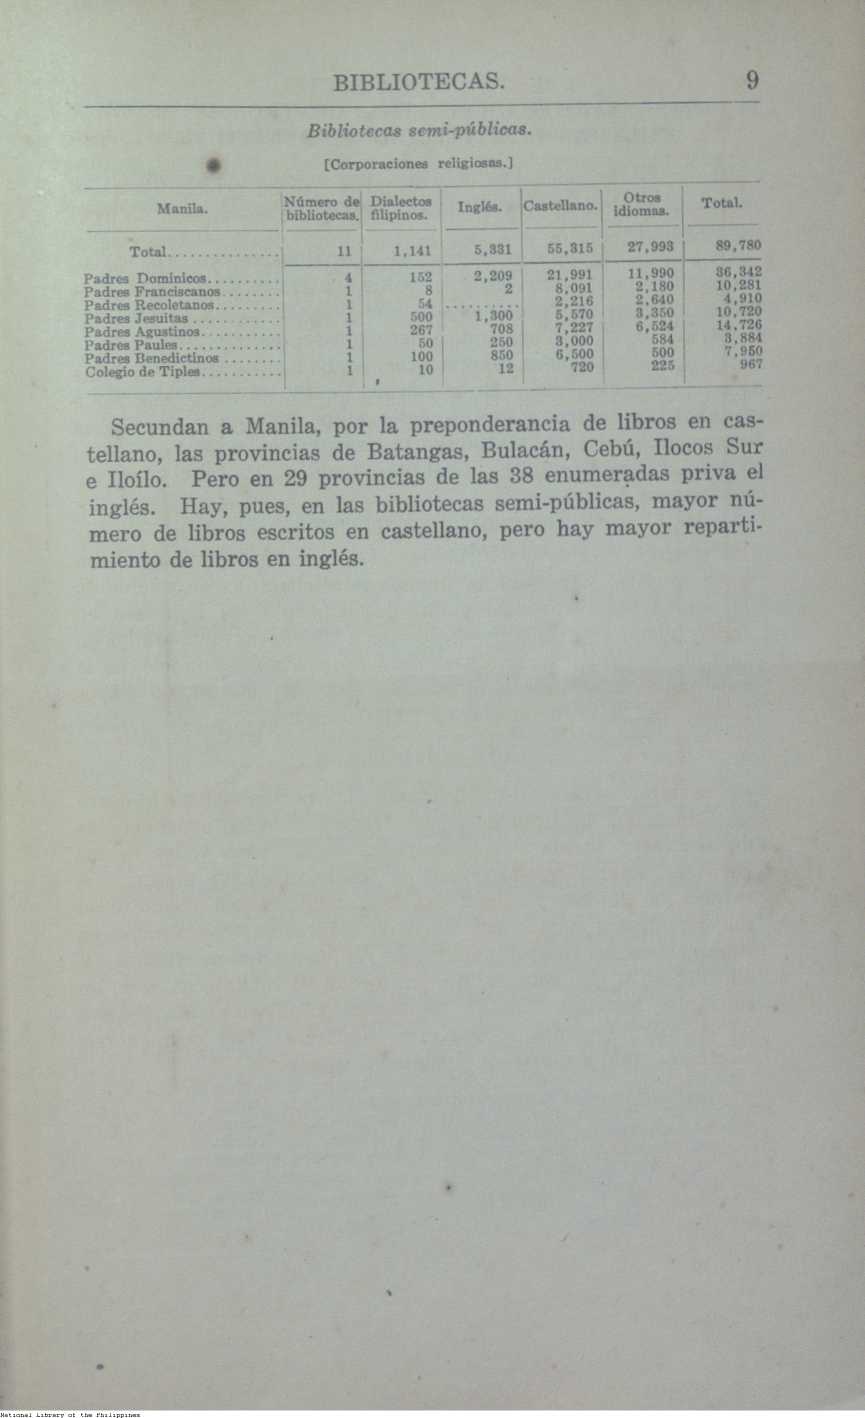 BIBLIOTECAS. 9
Bibliotecas semi-públicas.
[Corporaciones religiosas.]
Manila. Número de bibliotecas. Dialectos filipinos. Inglés. Castellano. Otros idiomas. Total.
Total............... 11 1,141 5,331 55,315 27,993 89,780
Padres Dominicos.......... 4 152 2,209 21,991 11,990 36,342
Padres Franciscanos........ 1 8 2 8,091 2,180 10,281
Padres Recoletanos......... 1 54 .......... 2,216 2,640 4,910
Padres Jesuitas ............ 1 500 1,300 5,570 3,350 10,720
Padres Agustinos........... 1 267 708 7,227 6,524 14,726
Padres Paules.............. 1 50 250 3,000 584 3,884
Padres Benedictinos ........ 1 100 850 6,500 500 7,950
Colegio de Tiples........... 1 10 12 720 225 967
Secundan a Manila, por la preponderancia de libros en cas-
tellano, las provincias de Batangas, Bulacán, Cebú, Ilocos Sur
e Iloílo. Pero en 29 provincias de las 38 enumeradas priva el
inglés. Hay, pues, en las bibliotecas semi-públicas, mayor nú-
mero de libros escritos en castellano, pero hay mayor reparti-
miento de libros en inglés.
National Library of the Philippines